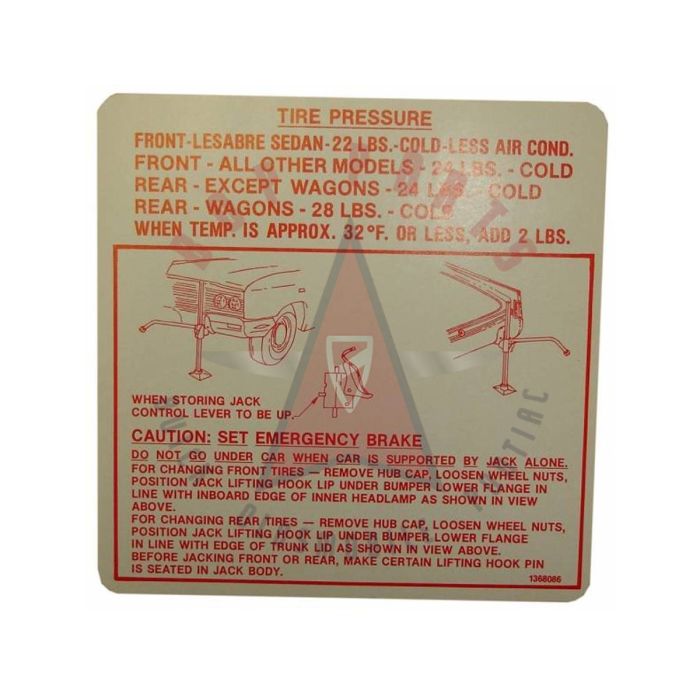 TIRE PRESSURE
FRONT-LESABRE SEDAN-22 LBS.-COLD-LESS AIR COND.
FRONT - ALL OTHER MODELS - 24 LBS. - COLD
REAR - EXCEPT WAGONS - 24 LBS. - COLD
REAR - WAGONS - 28 LBS. - COLD
WHEN TEMP. IS APPROX. 32°F. OR LESS, ADD 2 LBS.
WHEN STORING JACK
CONTROL LEVER TO BE UP.
CAUTION: SET EMERGENCY BRAKE
DO NOT GO UNDER CAR WHEN CAR IS SUPPORTED BY JACK ALONE.
FOR CHANGING FRONT TIRES — REMOVE HUB CAP, LOOSEN WHEEL NUTS,
POSITION JACK LIFTING HOOK LIP UNDER BUMPER LOWER FLANGE IN
LINE WITH INBOARD EDGE OF INNER HEADLAMP AS SHOWN IN VIEW
ABOVE.
FOR CHANGING REAR TIRES — REMOVE HUB CAP, LOOSEN WHEEL NUTS,
POSITION JACK LIFTING HOOK LIP UNDER BUMPER LOWER FLANGE
IN LINE WITH EDGE OF TRUNK LID AS SHOWN IN VIEW ABOVE.
BEFORE JACKING FRONT OR REAR, MAKE CERTAIN LIFTING HOOK PIN
IS SEATED IN JACK BODY.
1368086